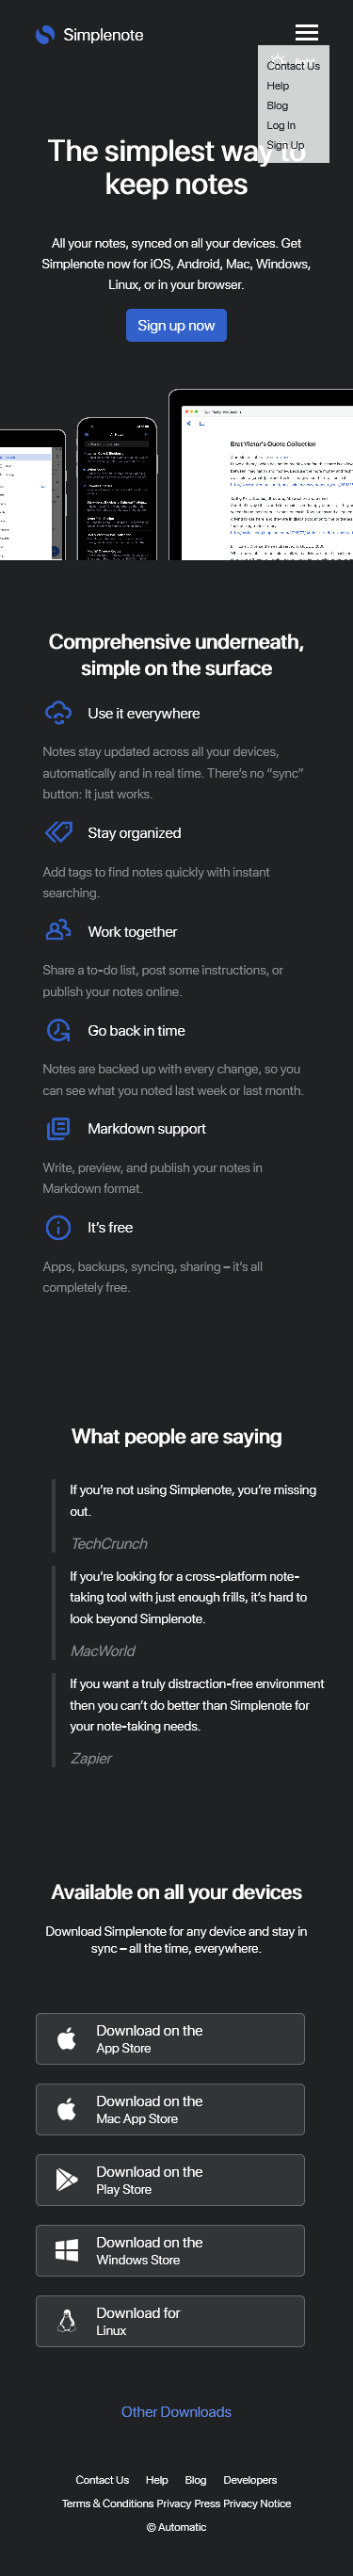 Simplenote
Contact Us
Help
Blog
Log In
Sign Up
The simplest way to
keep notes
All your notes, synced on all your devices. Get
Simplenote now for iOS, Android, Mac, Windows,
Linux, or in your browser.
Sign up now
Bret Victor's Quote Collection
Comprehensive underneath,
simple on the surface
Use it everywhere
Notes stay updated across all your devices,
automatically and in real time. There’s no “sync”
button: It just works.
Stay organized
Add tags to find notes quickly with instant
searching.
Work together
Share a to-do list, post some instructions, or
publish your notes online.
Go back in time
Notes are backed up with every change, so you
can see what you noted last week or last month.
Markdown support
Write, preview, and publish your notes in
Markdown format.
It’s free
Apps, backups, syncing, sharing – it’s all
completely free.
What people are saying
If you’re not using Simplenote, you’re missing
out.
TechCrunch
If you’re looking for a cross-platform note-
taking tool with just enough frills, it’s hard to
look beyond Simplenote.
MacWorld
If you want a truly distraction-free environment
then you can’t do better than Simplenote for
your note-taking needs.
Zapier
Available on all your devices
Download Simplenote for any device and stay in
sync – all the time, everywhere.
Download on the
App Store
Download on the
Mac App Store
Download on the
Play Store
Download on the
Windows Store
Download for
Linux
Other Downloads
Contact Us Help Blog Developers
Terms & Conditions Privacy Press Privacy Notice
© Automatic